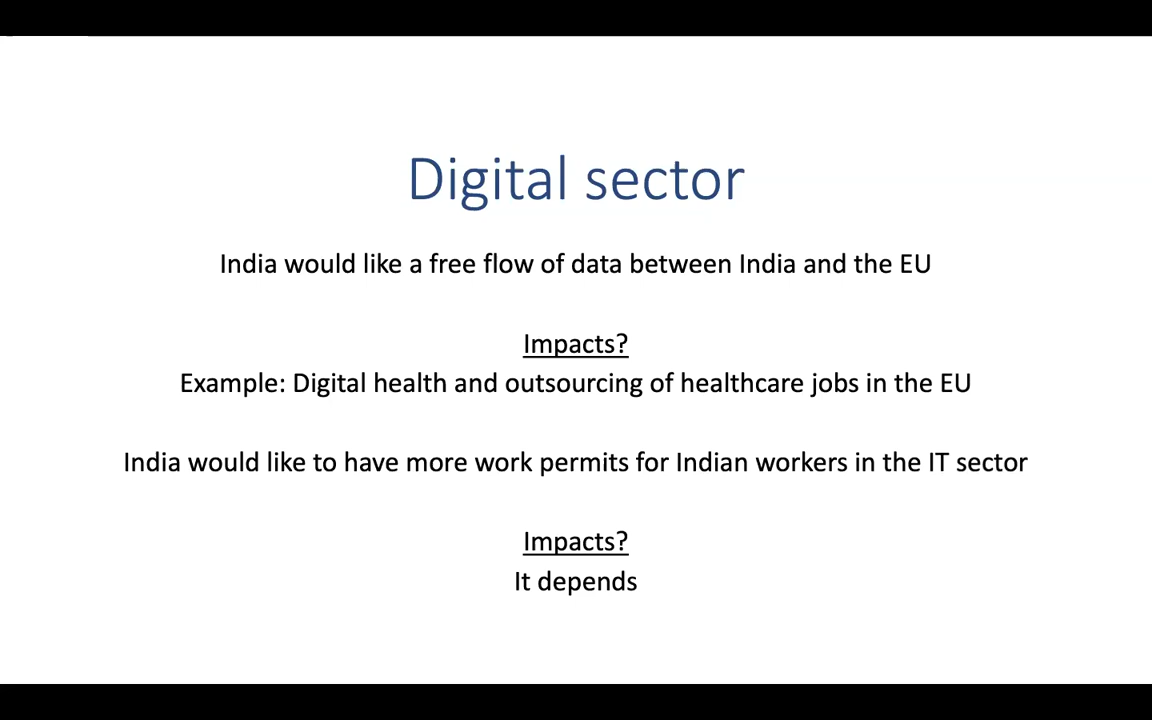 Digital sector
India would like a free flow of data between India and the EU
Impacts?
Example: Digital health and outsourcing of healthcare jobs in the EU
India would like to have more work permits for Indian workers in the IT sector
Impacts?
It depends